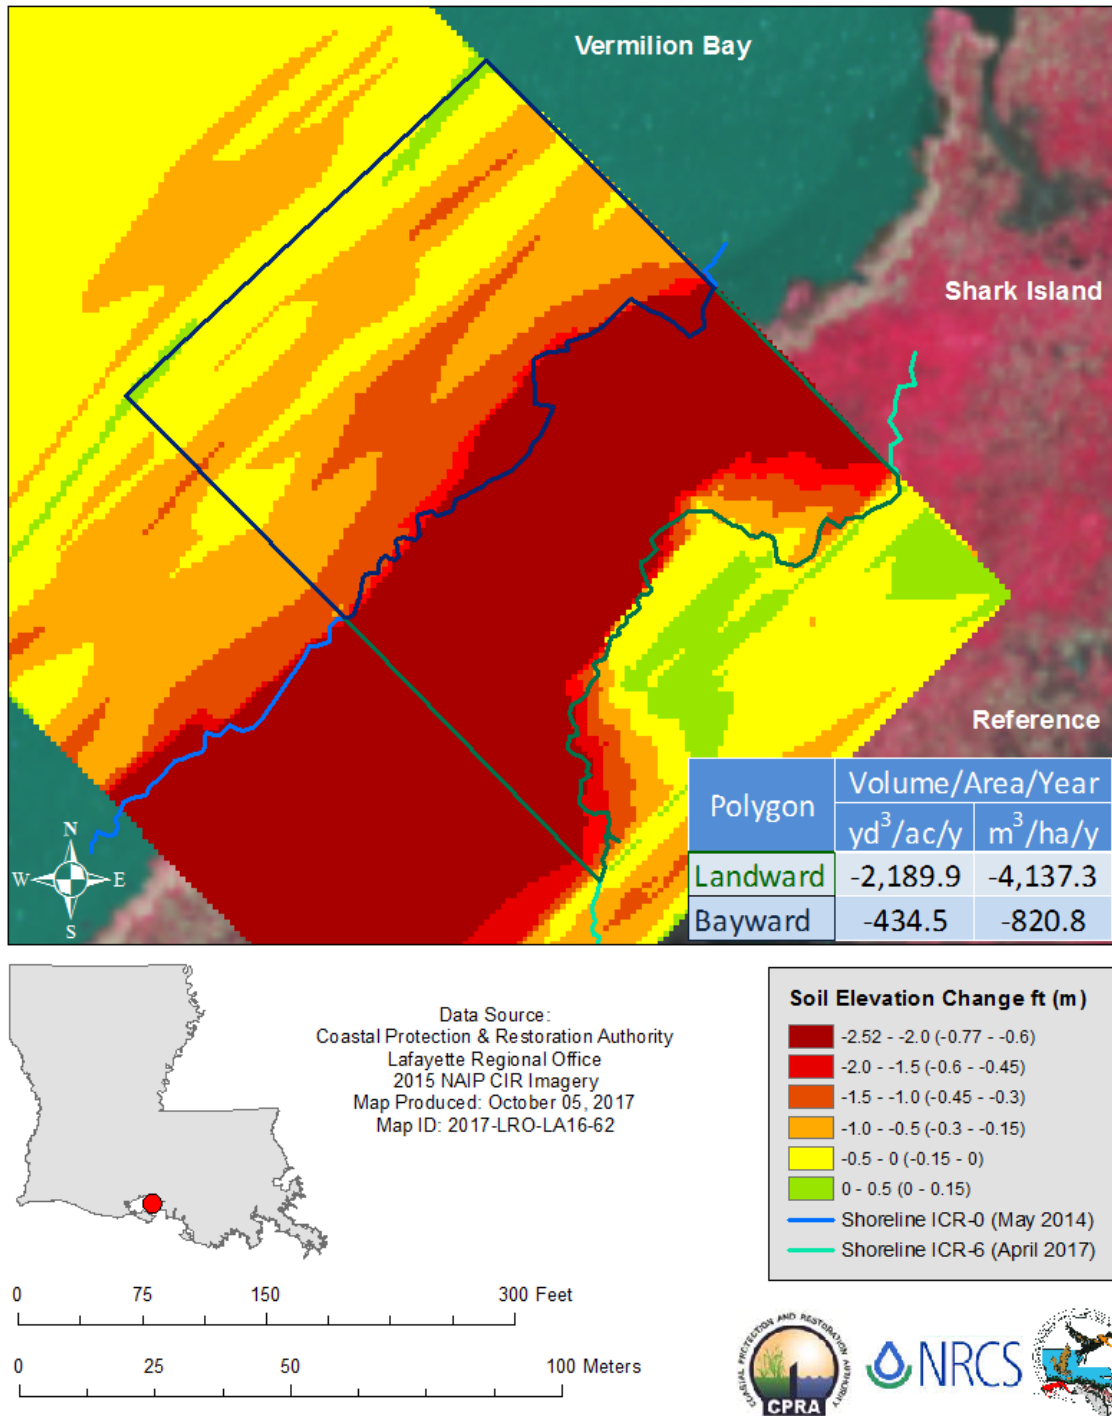 Vermilion Bay
Shark Island
Reference
Polygon Volume/Area/Year
yd³/ac/y m³/ha/y
Landward -2,189.9 -4,137.3
Bayward -434.5 -820.8
N
W E
S
Data Source:
Coastal Protection & Restoration Authority
Lafayette Regional Office
2015 NAIP CIR Imagery
Map Produced: October 05, 2017
Map ID: 2017-LRO-LA16-62
Soil Elevation Change ft (m)
-2.52 - -2.0 (-0.77 - -0.6)
-2.0 - -1.5 (-0.6 - -0.45)
-1.5 - -1.0 (-0.45 - -0.3)
-1.0 - -0.5 (-0.3 - -0.15)
-0.5 - 0 (-0.15 - 0)
0 - 0.5 (0 - 0.15)
Shoreline ICR-0 (May 2014)
Shoreline ICR-6 (April 2017)
0 75 150 300 Feet
0 25 50 100 Meters
COASTAL PROTECTION AND RESTORATION AUTHORITY
CPRA
NRCS